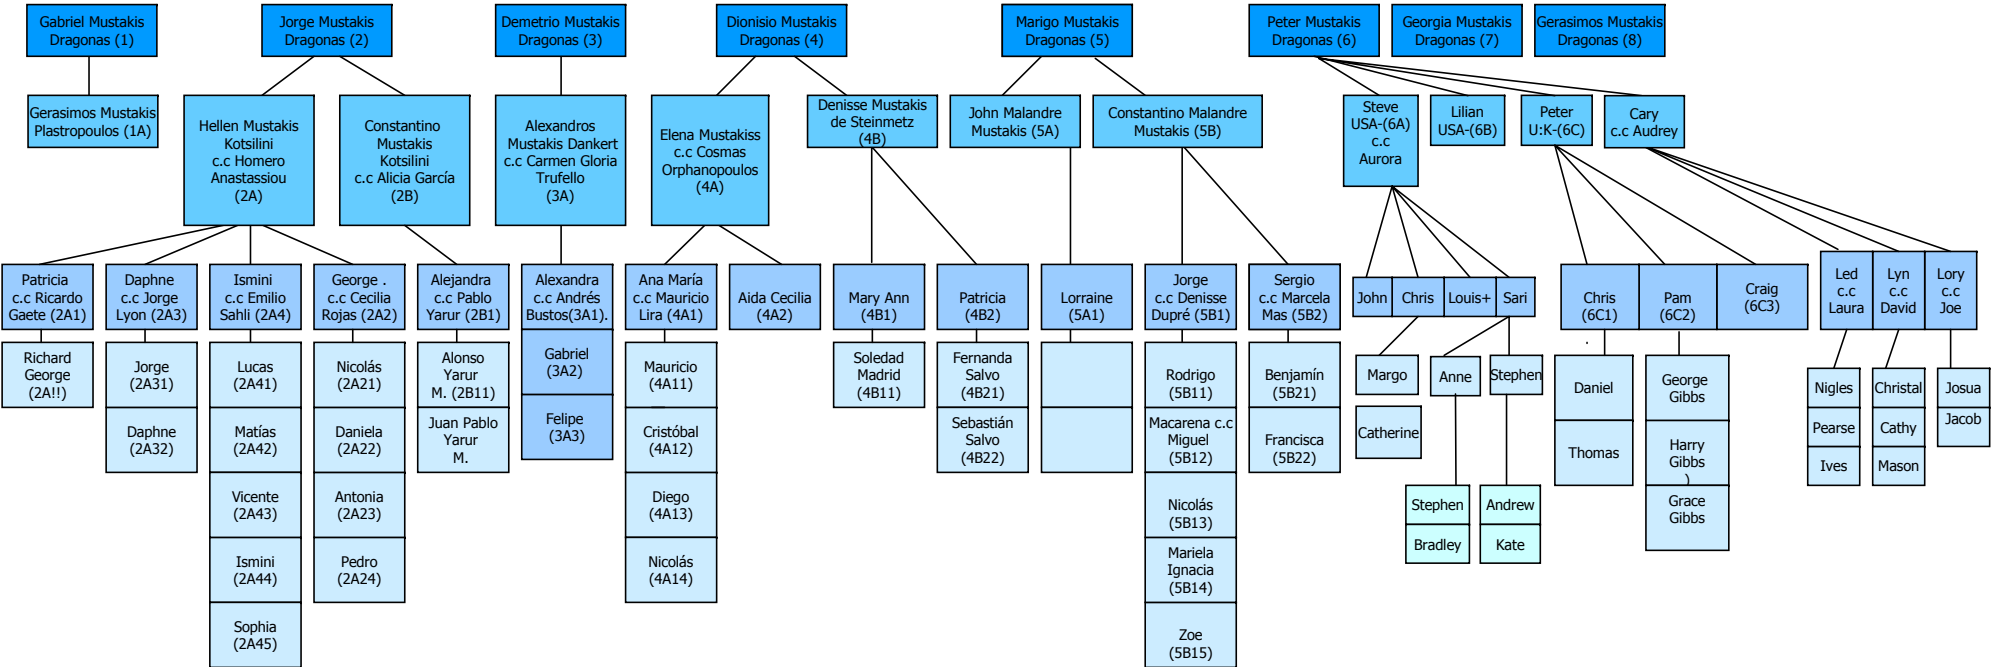 Gabriel Mustakis
Dragonas (1)
Jorge Mustakis
Dragonas (2)
Demetrio Mustakis
Dragonas (3)
Dionisio Mustakis
Dragonas (4)
Marigo Mustakis
Dragonas (5)
Peter Mustakis
Dragonas (6)
Georgia Mustakis
Dragonas (7)
Gerasimos Mustakis
Dragonas (8)
Gerasimos Mustakis
Plastropoulos (1A)
Hellen Mustakis
Kotsilini
c.c Homero
Anastassiou
(2A)
Constantino
Mustakis
Kotsilini
c.c Alicia García
(2B)
Alexandros
Mustakis Dankert
c.c Carmen Gloria
Trufello
(3A)
Elena Mustakiss
c.c Cosmas
Orphanopoulos
(4A)
Denisse Mustakis
de Steinmetz
(4B)
John Malandre
Mustakis (5A)
Constantino Malandre
Mustakis (5B)
Steve
USA-(6A)
c.c
Aurora
Lilian
USA-(6B)
Peter
U:K-(6C)
Cary
c.c Audrey
Patricia
c.c Ricardo
Gaete (2A1)
Daphne
c.c Jorge
Lyon (2A3)
Ismini
c.c Emilio
Sahli (2A4)
George .
c.c Cecilia
Rojas (2A2)
Alejandra
c.c Pablo
Yarur (2B1)
Alexandra
c.c Andrés
Bustos(3A1).
Ana María
c.c Mauricio
Lira (4A1)
Aida Cecilia
(4A2)
Mary Ann
(4B1)
Patricia
(4B2)
Lorraine
(5A1)
Jorge
c.c Denisse
Dupré (5B1)
Sergio
c.c Marcela
Mas (5B2)
John
Chris
Louis+
Sari
Chris
(6C1)
Pam
(6C2)
Craig
(6C3)
Led
c.c
Laura
Lyn
c.c
David
Lory
c.c
Joe
Richard
George
(2A!!)
Jorge
(2A31)
Daphne
(2A32)
Lucas
(2A41)
Matías
(2A42)
Vicente
(2A43)
Ismini
(2A44)
Sophia
(2A45)
Nicolás
(2A21)
Daniela
(2A22)
Antonia
(2A23)
Pedro
(2A24)
Alonso
Yarur
M. (2B11)
Juan Pablo
Yarur
M.
Gabriel
(3A2)
Felipe
(3A3)
Mauricio
(4A11)
Cristóbal
(4A12)
Diego
(4A13)
Nicolás
(4A14)
Soledad
Madrid
(4B11)
Fernanda
Salvo
(4B21)
Sebastián
Salvo
(4B22)
Rodrigo
(5B11)
Macarena c.c
Miguel
(5B12)
Nicolás
(5B13)
Mariela
Ignacia
(5B14)
Zoe
(5B15)
Benjamín
(5B21)
Francisca
(5B22)
Margo
Catherine
Anne
Stephen
Stephen
Bradley
Andrew
Kate
.
Daniel
Thomas
George
Gibbs
Harry
Gibbs
)
Grace
Gibbs
Nigles
Pearse
Ives
Christal
Cathy
Mason
Josua
Jacob